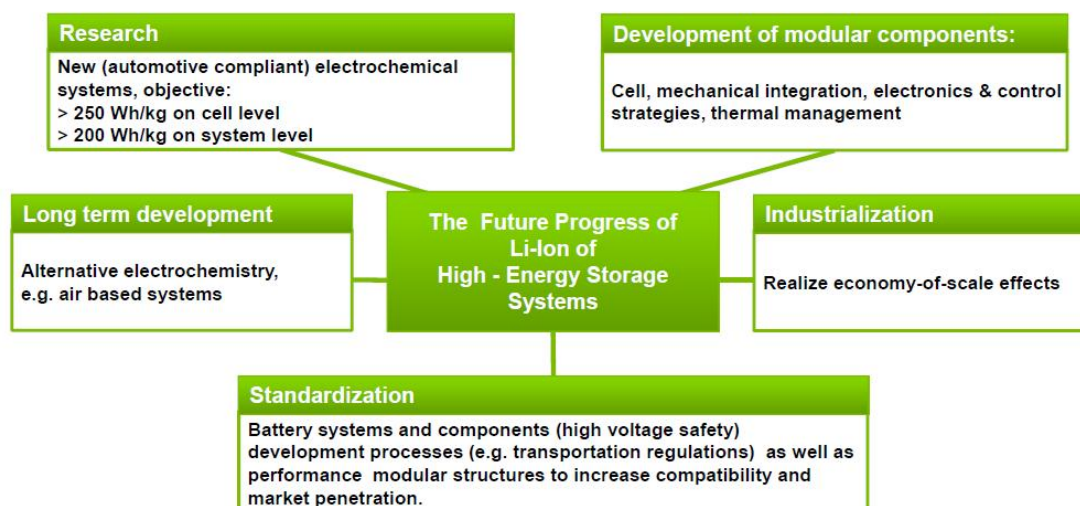 Research
New (automotive compliant) electrochemical
systems, objective:
> 250 Wh/kg on cell level
> 200 Wh/kg on system level
Development of modular components:
Cell, mechanical integration, electronics & control
strategies, thermal management
Long term development
Alternative electrochemistry,
e.g. air based systems
The Future Progress of
Li-Ion of
High - Energy Storage
Systems
Industrialization
Realize economy-of-scale effects
Standardization
Battery systems and components (high voltage safety)
development processes (e.g. transportation regulations) as well as
performance modular structures to increase compatibility and
market penetration.